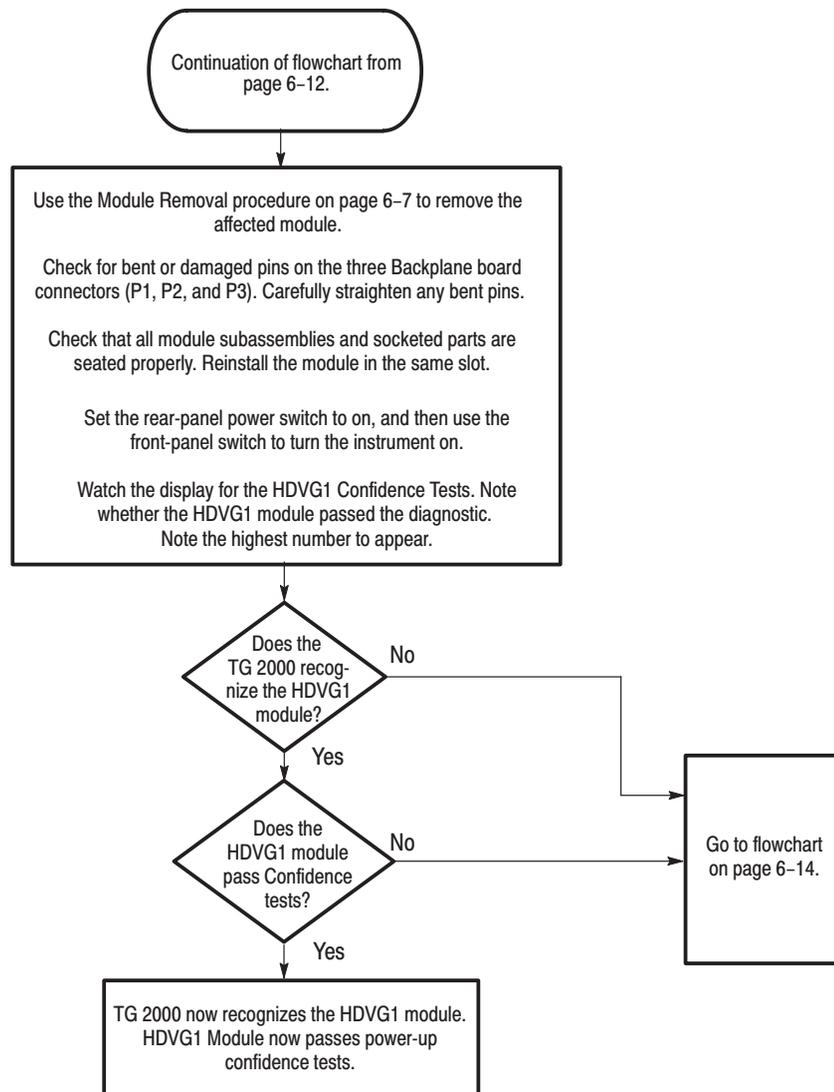 Continuation of flowchart from
page 6–12.
Use the Module Removal procedure on page 6–7 to remove the
affected module.
Check for bent or damaged pins on the three Backplane board
connectors (P1, P2, and P3). Carefully straighten any bent pins.
Check that all module subassemblies and socketed parts are
seated properly. Reinstall the module in the same slot.
Set the rear-panel power switch to on, and then use the
front-panel switch to turn the instrument on.
Watch the display for the HDVG1 Confidence Tests. Note
whether the HDVG1 module passed the diagnostic.
Note the highest number to appear.
Does the
TG 2000 recog-
nize the HDVG1
module?
No
Yes
Does the
HDVG1 module
pass Confidence
tests?
No
Go to flowchart
on page 6–14.
Yes
TG 2000 now recognizes the HDVG1 module.
HDVG1 Module now passes power-up
confidence tests.